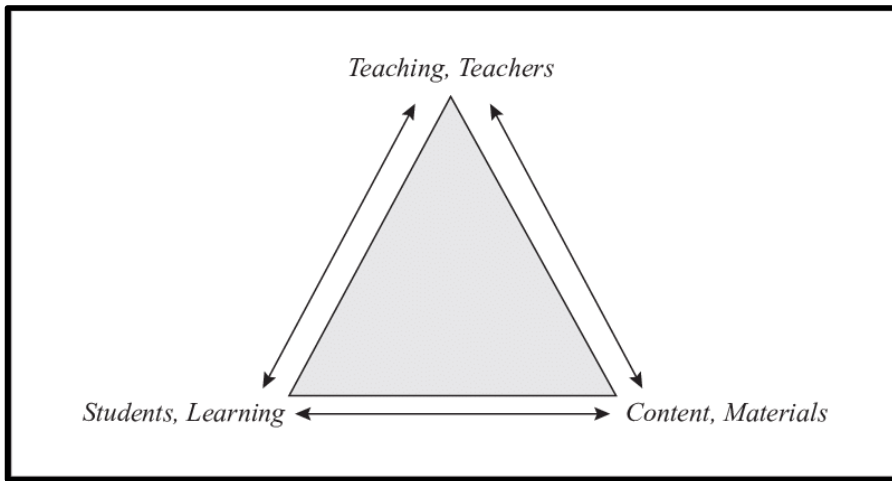 Teaching, Teachers
Students, Learning
Content, Materials